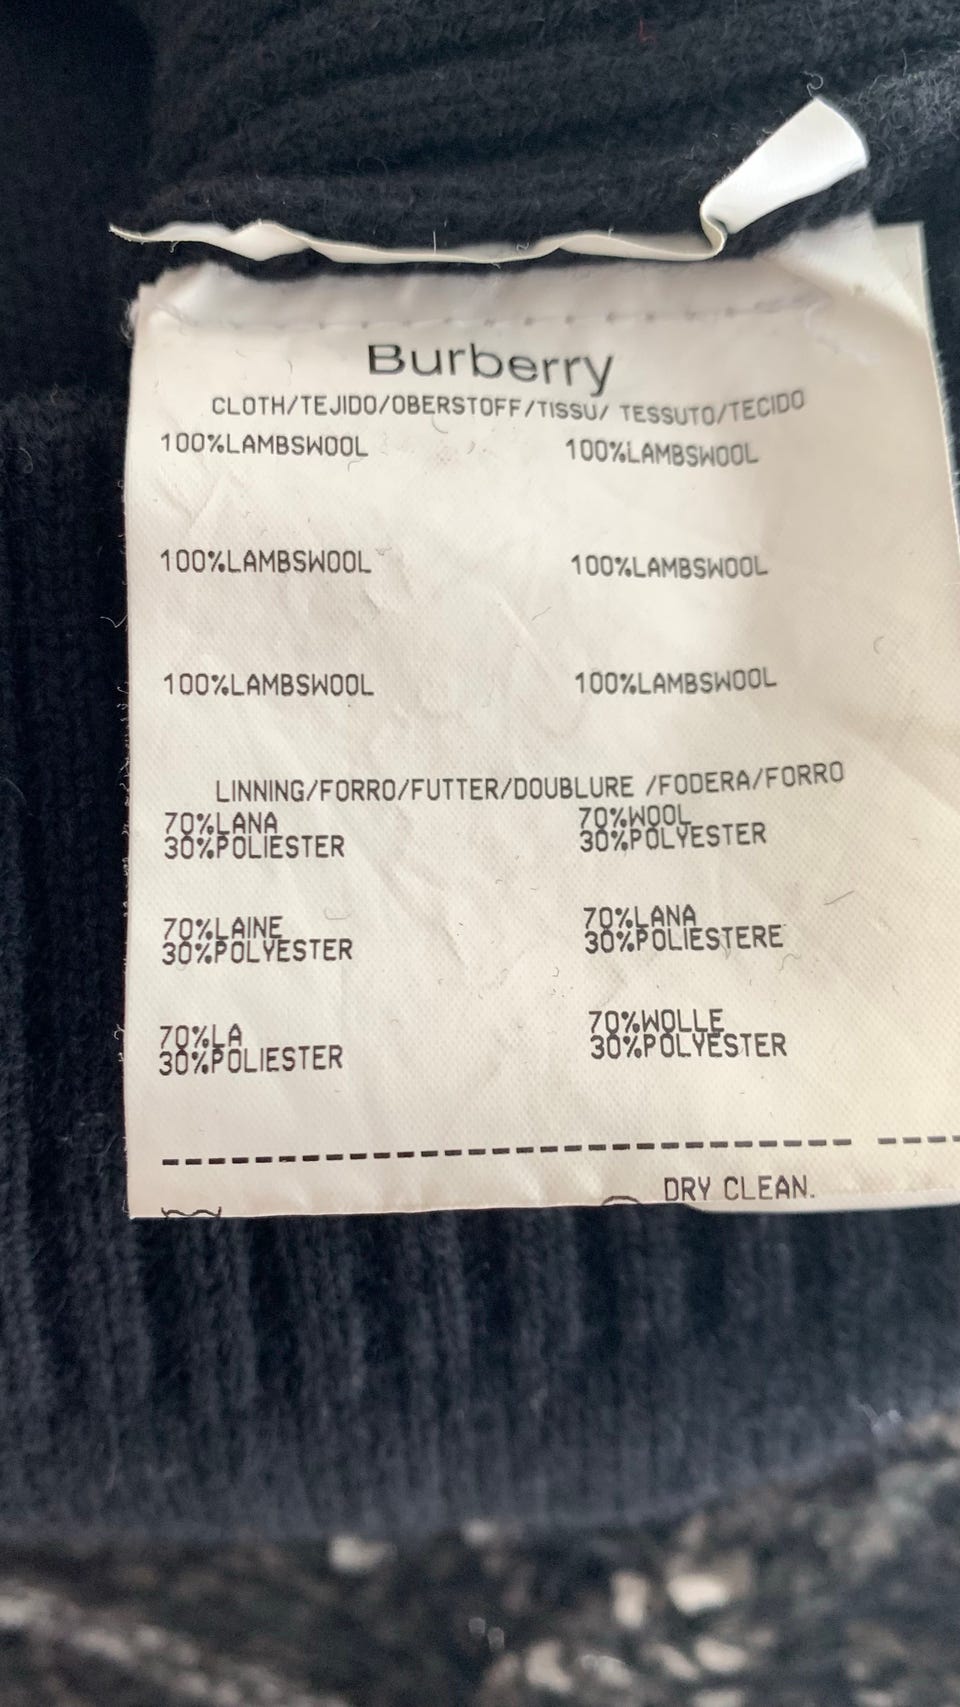 Burberry
CLOTH/TEJIDO/OBERSTOFF/TISSU/ TESSUTO/TECIDO
100%LAMBSWOOL 100%LAMBSWOOL
100%LAMBSWOOL 100%LAMBSWOOL
100%LAMBSWOOL 100%LAMBSWOOL
LINNING/FORRO/FUTTER/DOUBLURE /FODERA/FORRO
70%LANA 70%WOOL
30%POLIESTER 30%POLYESTER
70%LAINE 70%LANA
30%POLYESTER 30%POLIESTERE
70%LA 70%WOLLE
30%POLIESTER 30%POLYESTER
DRY CLEAN.